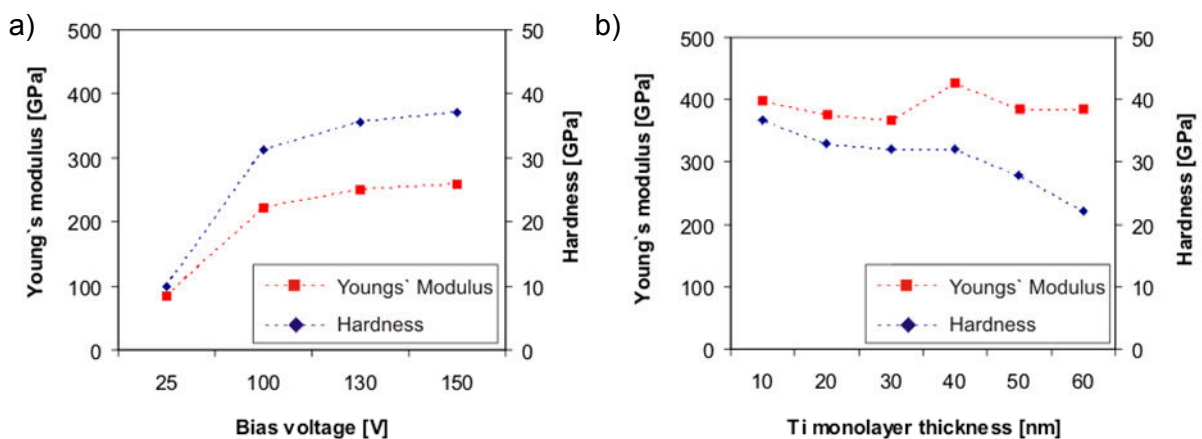 a)
Young`s modulus [GPa]
500
400
300
200
100
0
50
40
30
20
10
0
Hardness [GPa]
Youngs` Modulus
Hardness
25 100 130 150
Bias voltage [V]
b)
Young`s modulus [GPa]
500
400
300
200
100
0
50
40
30
20
10
0
Hardness [GPa]
Youngs` Modulus
Hardness
10 20 30 40 50 60
Ti monolayer thickness [nm]